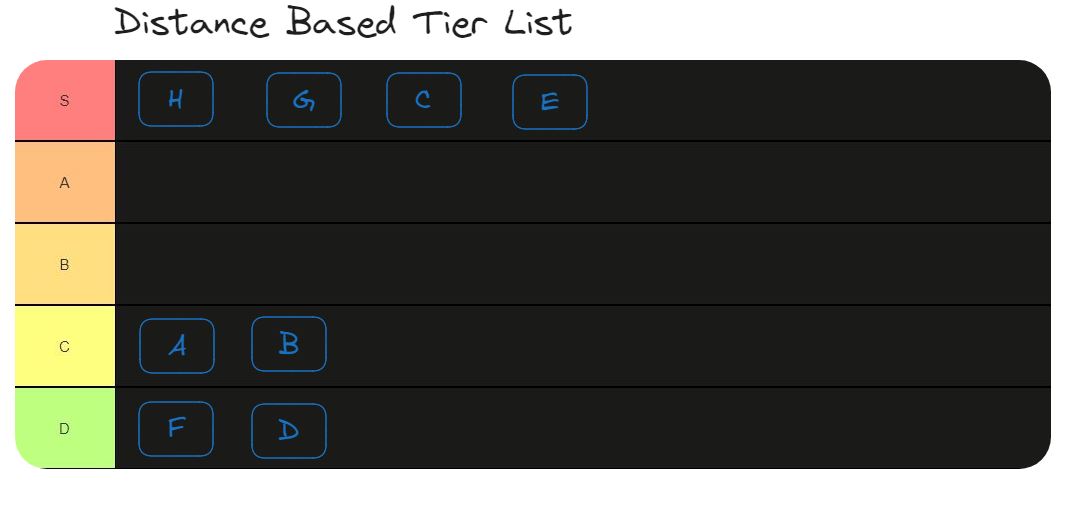 Distance Based Tier List
S H G C E
A
B
C A B
D F D